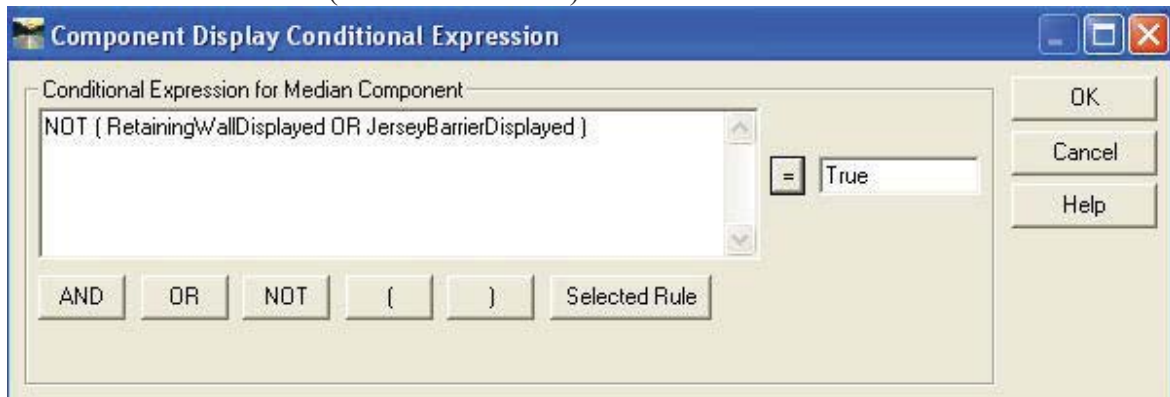 Component Display Conditional Expression
Conditional Expression for Median Component
NOT ( RetainingWallDisplayed OR JerseyBarrierDisplayed )
= True
AND OR NOT ( ) Selected Rule
OK
Cancel
Help